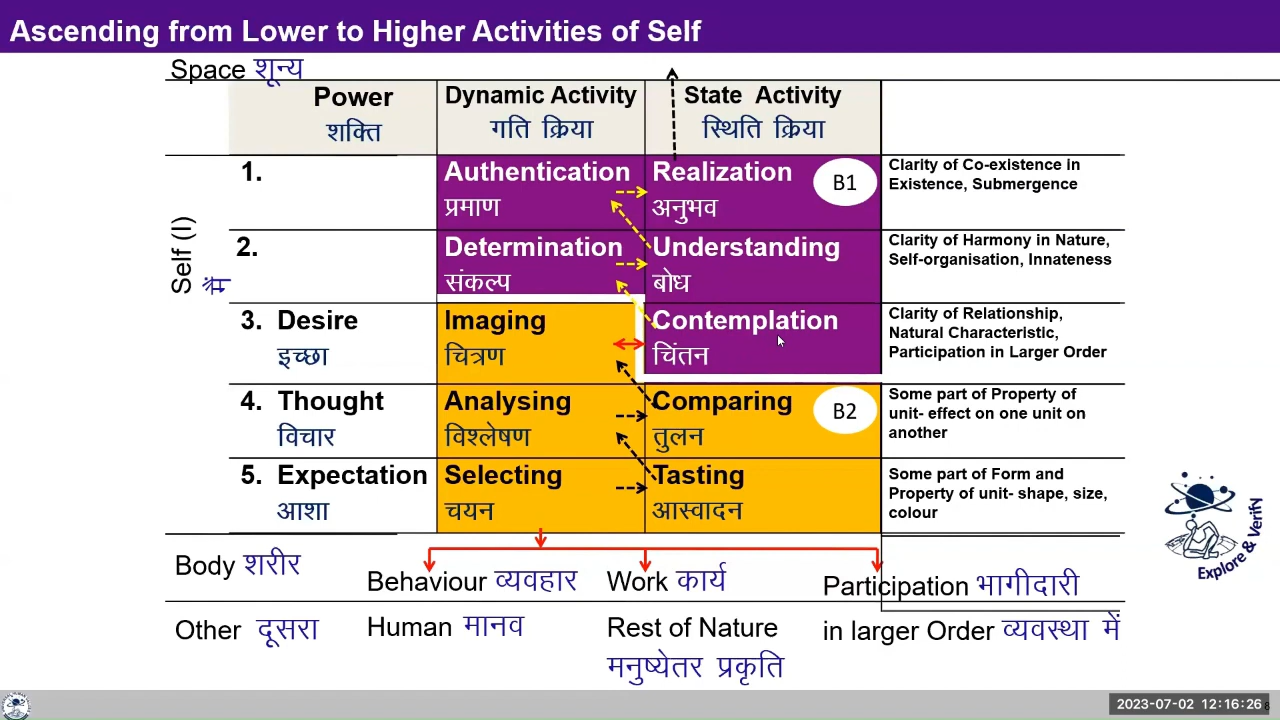 Ascending from Lower to Higher Activities of Self
Space शून्य
Power
शक्ति
Dynamic Activity
गति क्रिया
State Activity
स्थिति क्रिया
Self (I)
मैं
1.
Authentication
प्रमाण
Realization
अनुभव
B1
Clarity of Co-existence in
Existence, Submergence
2.
Determination
संकल्प
Understanding
बोध
Clarity of Harmony in Nature,
Self-organisation, Innateness
3. Desire
इच्छा
Imaging
चित्रण
Contemplation
चिंतन
Clarity of Relationship,
Natural Characteristic,
Participation in Larger Order
4. Thought
विचार
Analysing
विश्लेषण
Comparing
तुलन
B2
Some part of Property of
unit- effect on one unit on
another
5. Expectation
आशा
Selecting
चयन
Tasting
आस्वादन
Some part of Form and
Property of unit- shape, size,
colour
Explore & Verify
Body शरीर
Behaviour व्यवहार
Work कार्य
Participation भागीदारी
Other दूसरा
Human मानव
Rest of Nature
मनुष्येतर प्रकृति
in larger Order व्यवस्था में
2023-07-02 12:16:26
8